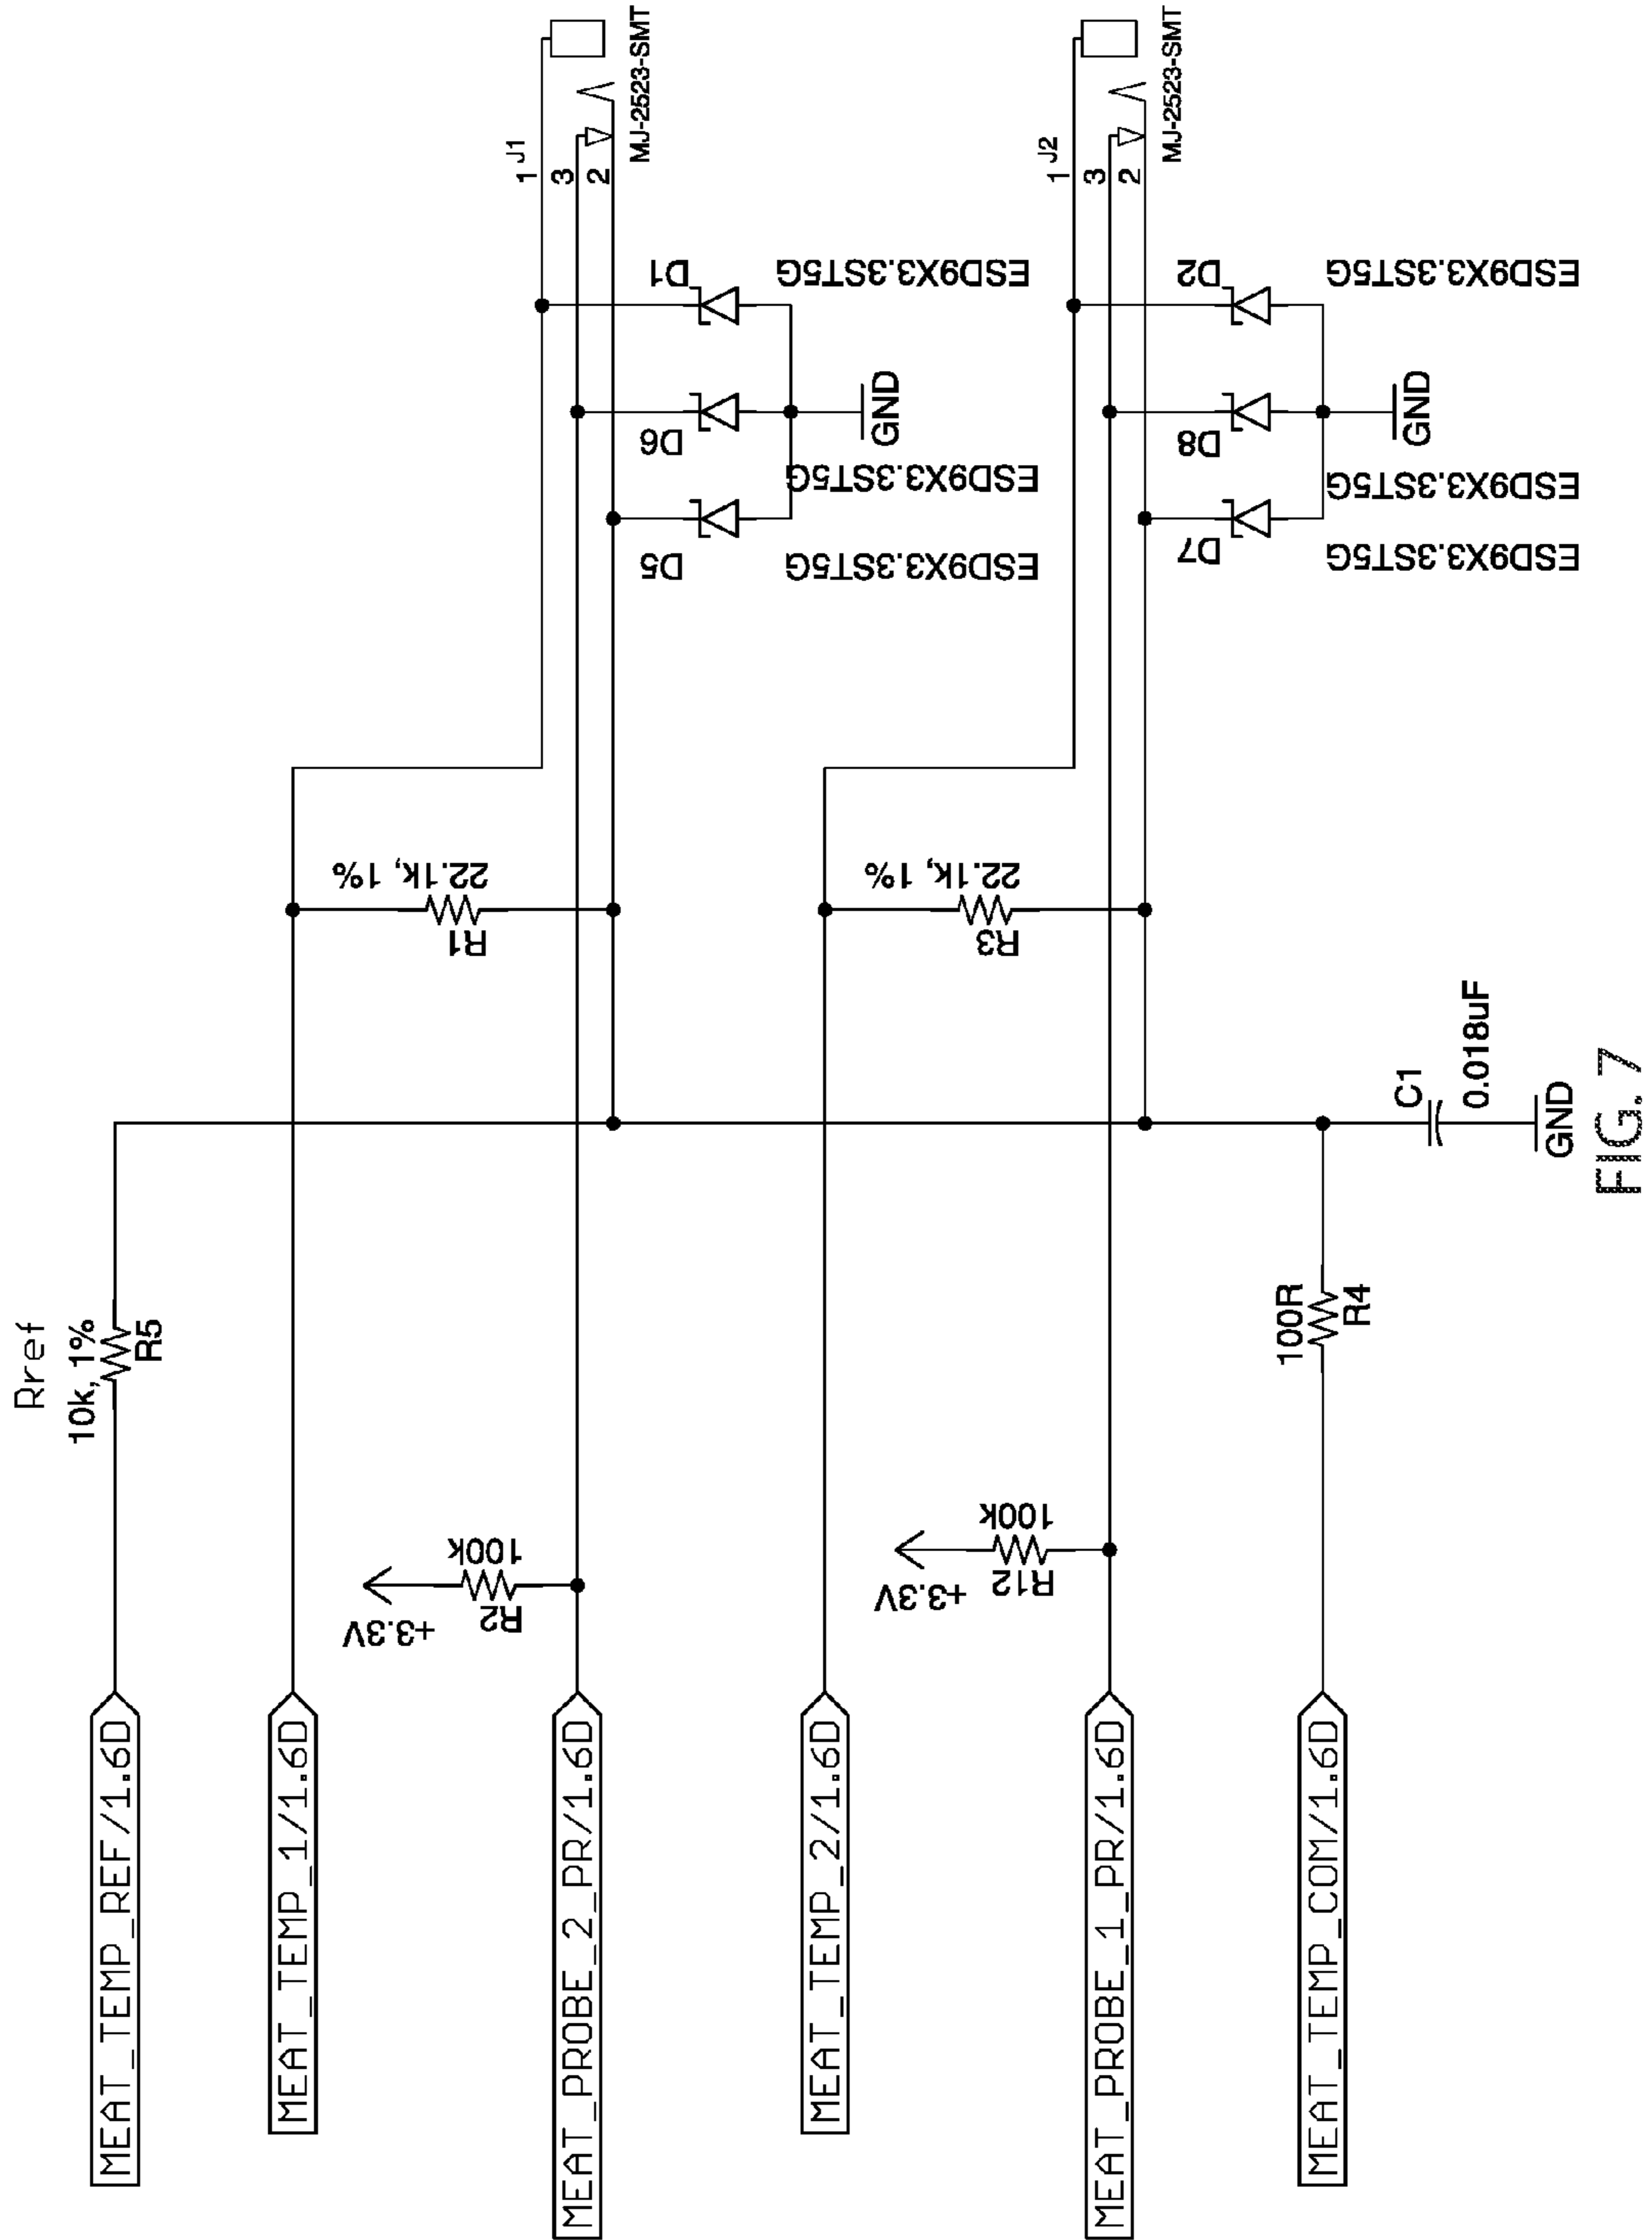 Rref
10k, 1%
R5
MEAT_TEMP_REF/1.6D
MEAT_TEMP_1/1.6D
22.1k, 1%
R1
1
J1
3
2
MJ-2523-SMT
+3.3V
100k
R2
MEAT_PROBE_2_PR/1.6D
D5
D6
D1
ESD9X3.3ST5G
ESD9X3.3ST5G
ESD9X3.3ST5G
GND
MEAT_TEMP_2/1.6D
22.1k, 1%
R3
1
J2
3
2
MJ-2523-SMT
+3.3V
100k
R12
MEAT_PROBE_1_PR/1.6D
D7
D8
D2
ESD9X3.3ST5G
ESD9X3.3ST5G
ESD9X3.3ST5G
GND
MEAT_TEMP_COM/1.6D
100R
R4
C1
0.018uF
GND
FIG. 7